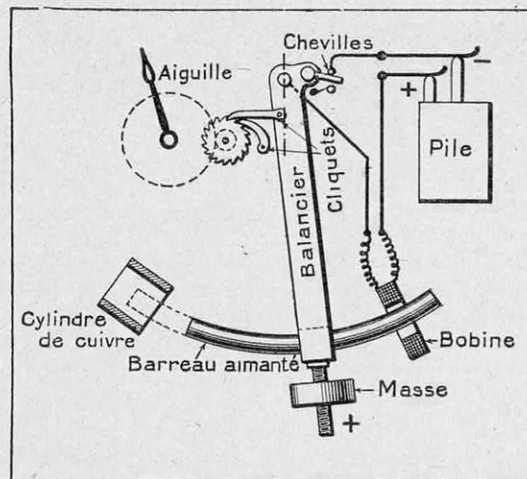 Chevilles
Aiguille
−
+
Pile
Cliquets
Balancier
Cylindre
de cuivre
Bobine
Barreau aimanté
Masse
+